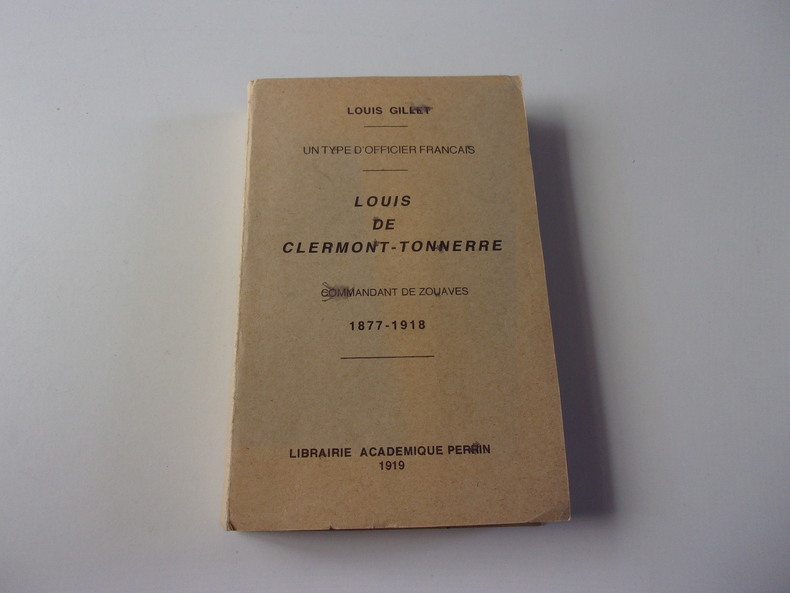 LOUIS GILLET
UN TYPE D'OFFICIER FRANCAIS
LOUIS
DE
CLERMONT-TONNERRE
COMMANDANT DE ZOUAVES
1877-1918
LIBRAIRIE ACADEMIQUE PERRIN
1919